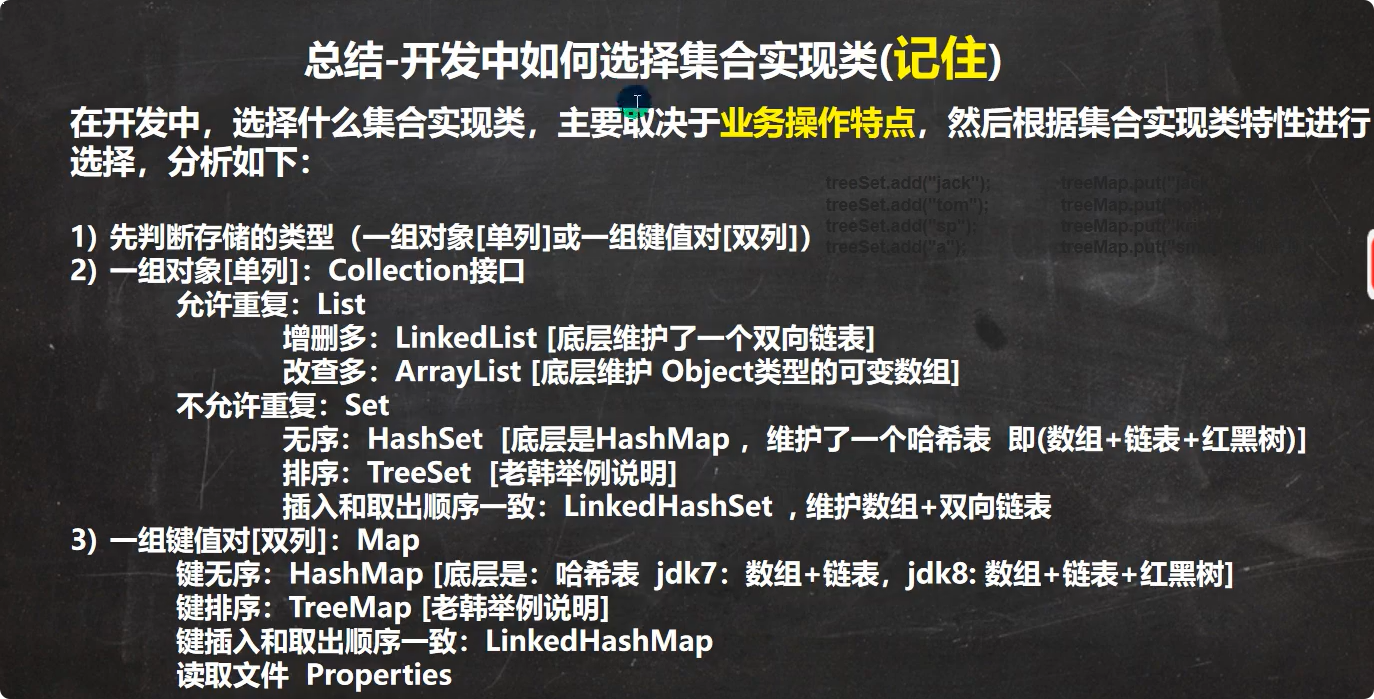 总结-开发中如何选择集合实现类(记住)
在开发中，选择什么集合实现类，主要取决于业务操作特点，然后根据集合实现类特性进行
选择，分析如下：
treeSet.add("jack");
treeSet.add("tom");
treeSet.add("sp");
treeSet.add("a");
treeMap.put("jack
treeMap.put(
treeMap.put(
treeMap.put(
1) 先判断存储的类型（一组对象[单列]或一组键值对[双列]）
2) 一组对象[单列]：Collection接口
允许重复：List
增删多：LinkedList [底层维护了一个双向链表]
改查多：ArrayList [底层维护 Object类型的可变数组]
不允许重复：Set
无序：HashSet [底层是HashMap ，维护了一个哈希表 即(数组+链表+红黑树)]
排序：TreeSet [老韩举例说明]
插入和取出顺序一致：LinkedHashSet , 维护数组+双向链表
3) 一组键值对[双列]：Map
键无序：HashMap [底层是：哈希表 jdk7：数组+链表，jdk8: 数组+链表+红黑树]
键排序：TreeMap [老韩举例说明]
键插入和取出顺序一致：LinkedHashMap
读取文件 Properties